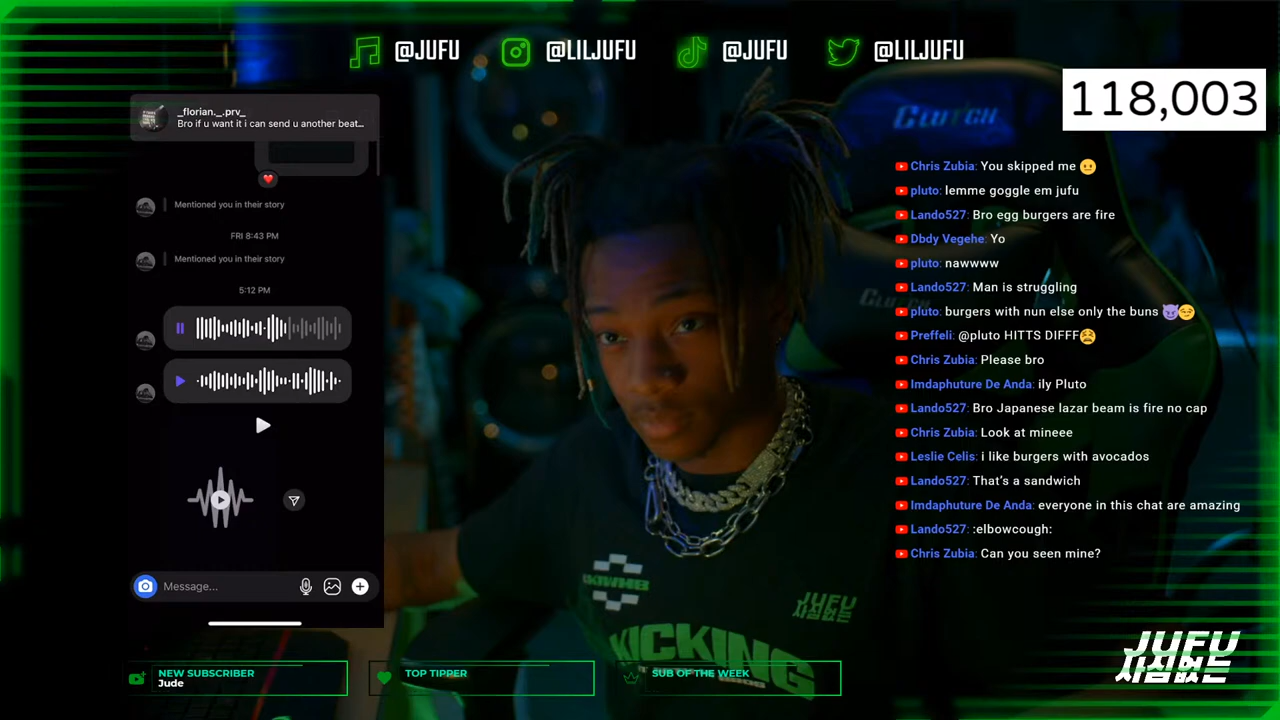 @JUFU
@LILJUFU
@JUFU
@LILJUFU
118,003
_florian._.prv_
Bro if u want it i can send u another beat...
Mentioned you in their story
FRI 8:43 PM
Mentioned you in their story
5:12 PM
Message...
CLUTCH
CLUTCH
Chris Zubia: You skipped me 😐
pluto: lemme goggle em jufu
Lando527: Bro egg burgers are fire
Dbdy Vegehe: Yo
pluto: nawwww
Lando527: Man is struggling
pluto: burgers with nun else only the buns 😈😏
Preffeli: @pluto HITTS DIFFF😫
Chris Zubia: Please bro
Imdaphuture De Anda: ily Pluto
Lando527: Bro Japanese lazar beam is fire no cap
Chris Zubia: Look at mineee
Leslie Celis: i like burgers with avocados
Lando527: That's a sandwich
Imdaphuture De Anda: everyone in this chat are amazing
Lando527: :elbowcough:
Chris Zubia: Can you seen mine?
JUFU
KICKING
NEW SUBSCRIBER
Jude
TOP TIPPER
SUB OF THE WEEK
JUFU
사심없는